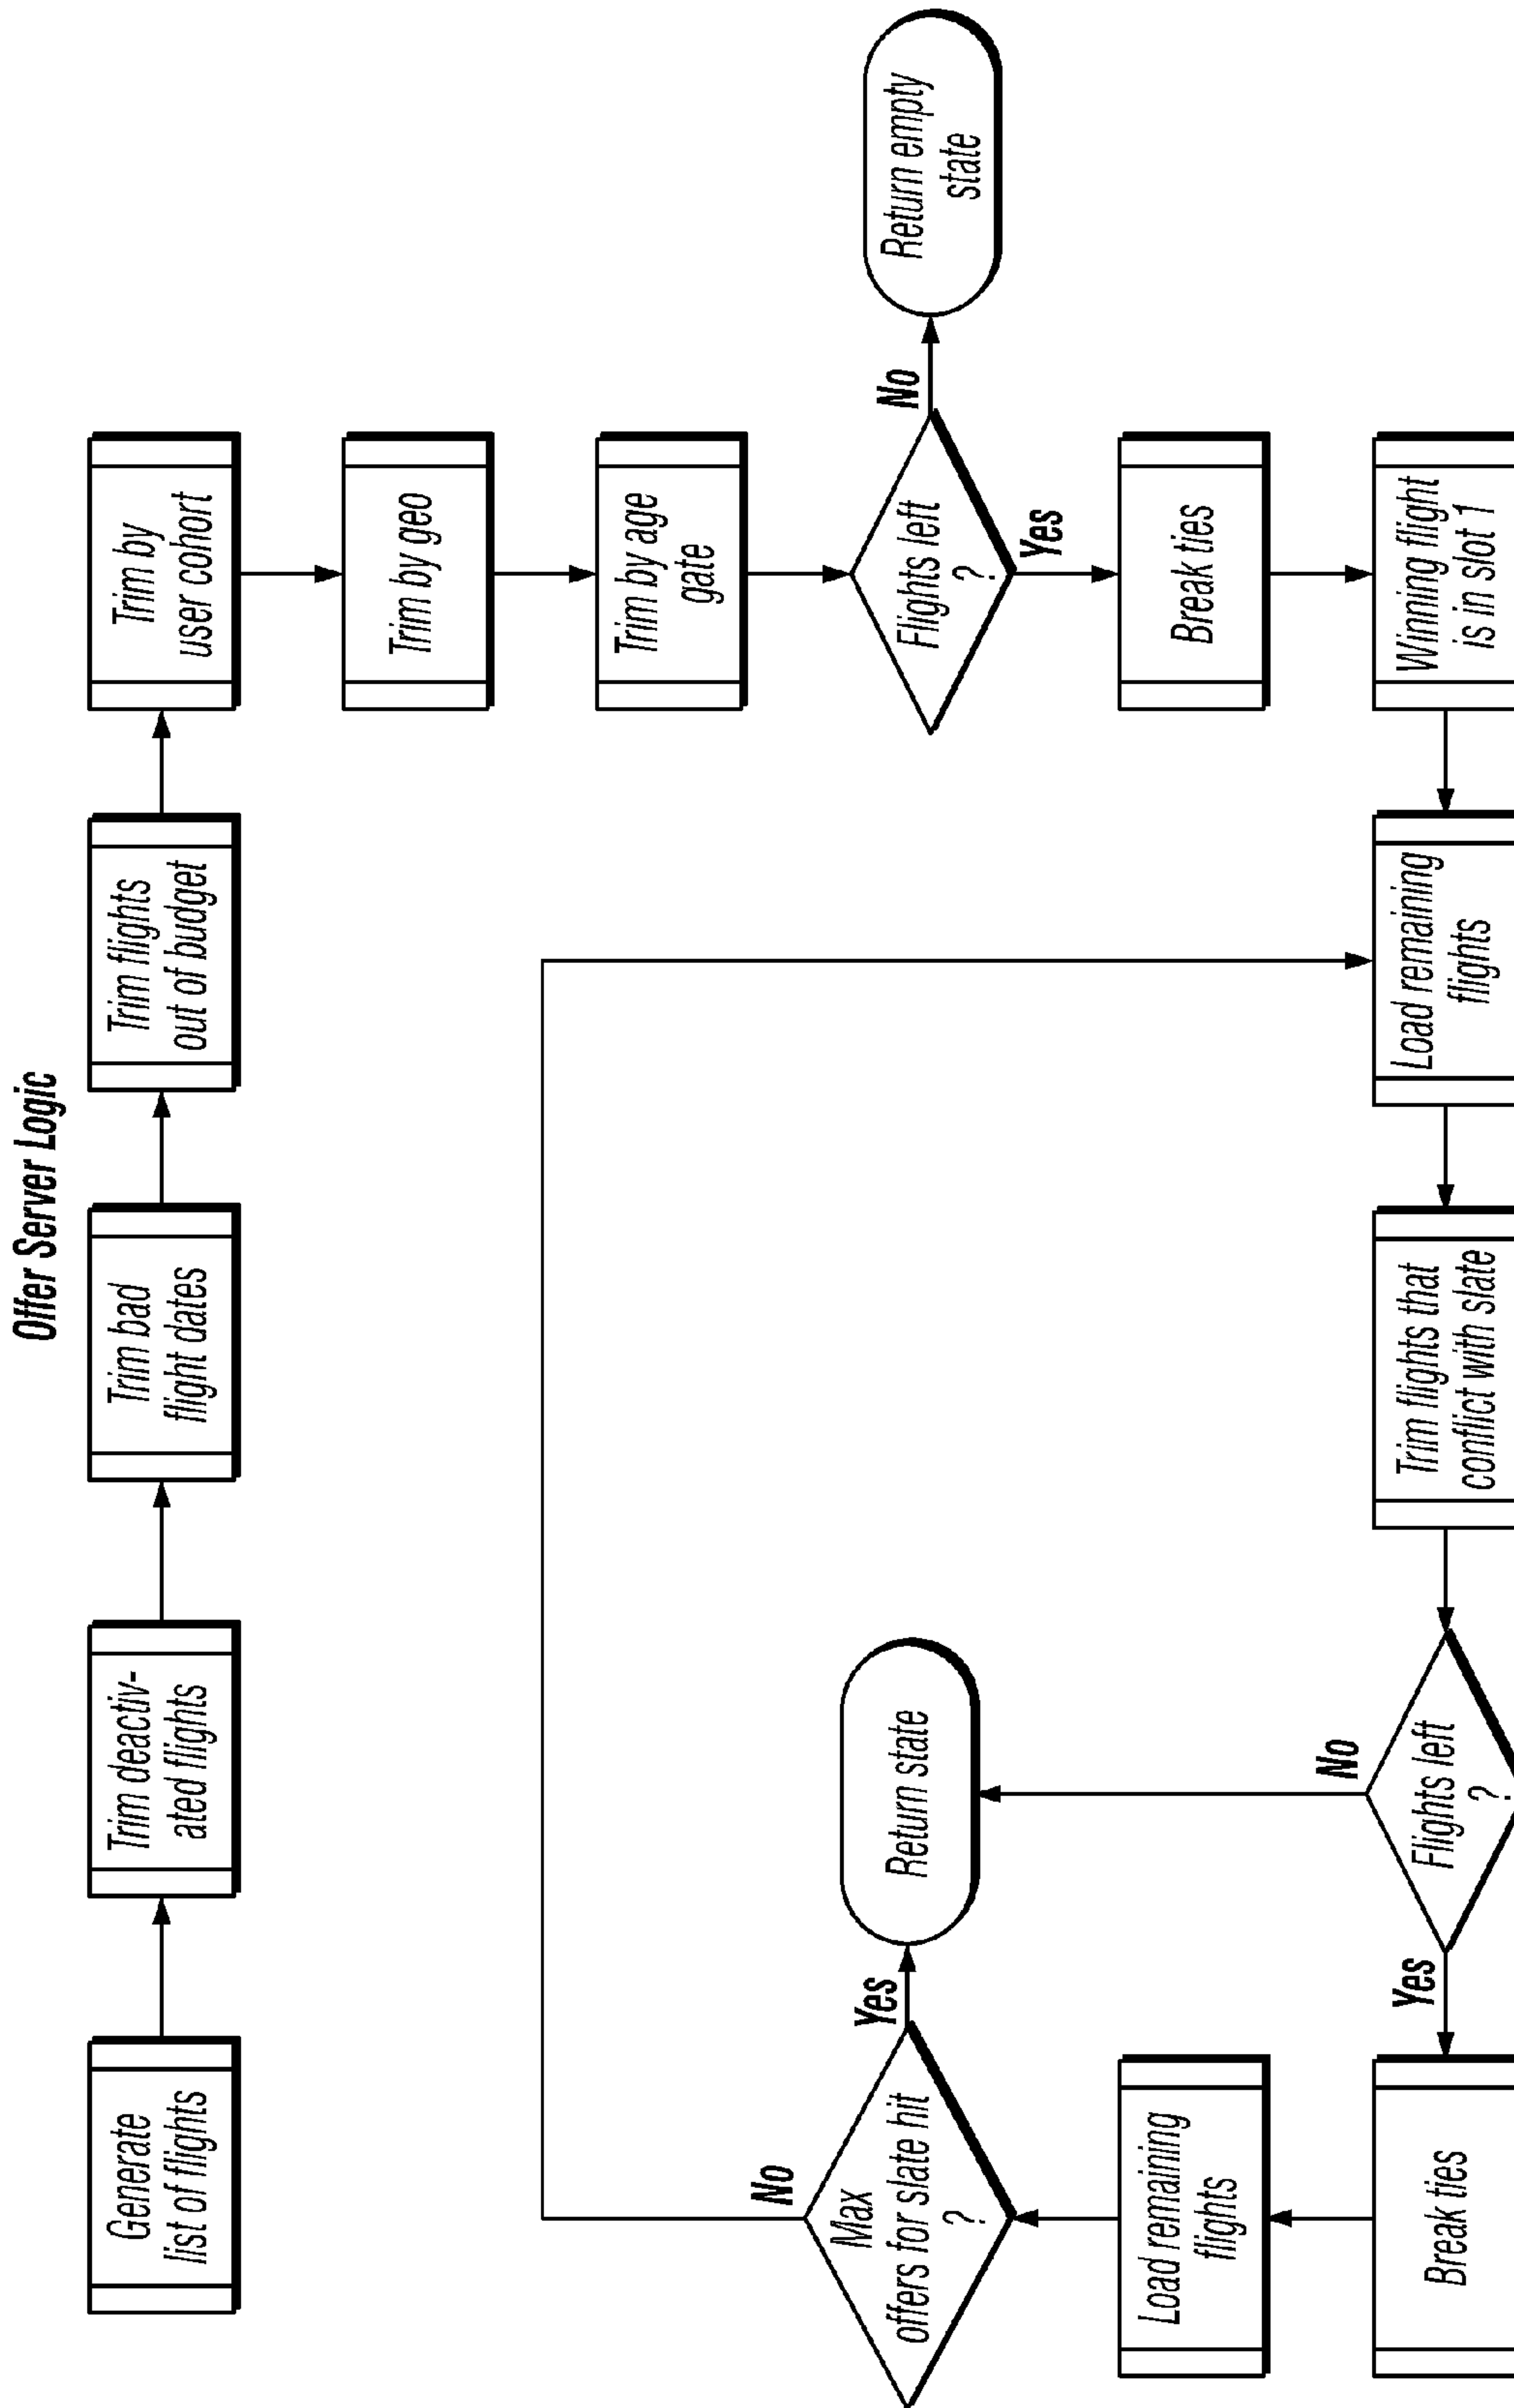 Offer Server Logic
Generate
list of flights
Trim deactiv-
ated flights
Trim bad
flight dates
Trim flights
out of budget
Trim by
user cohort
Trim by geo
Trim by age
gate
Flights left
?
No
Return empty
state
Yes
Break ties
Winning flight
is in slot 1
Load remaining
flights
Trim flights that
conflict with slate
Flights left
?
No
Return state
Yes
Break ties
Load remaining
flights
Max
offers for slate hit
?
Yes
No